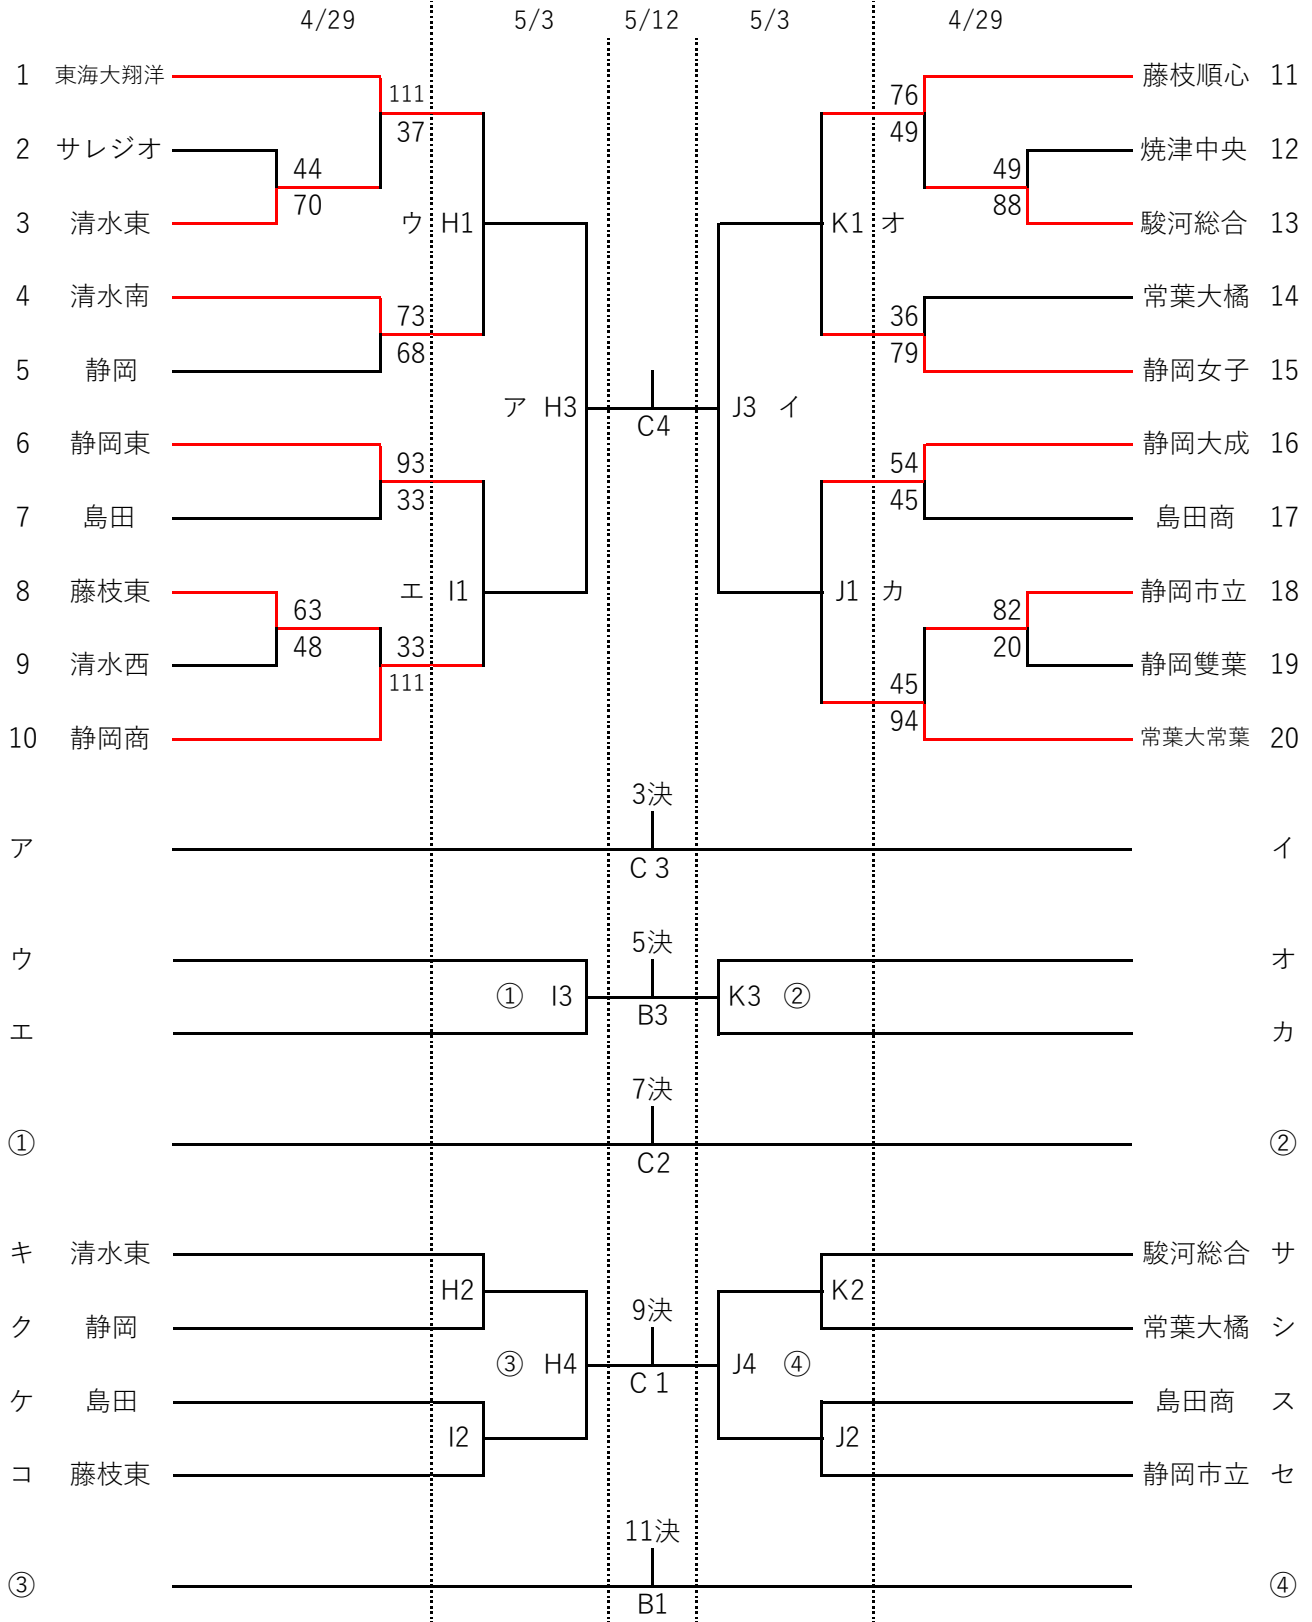 4/29 5/3 5/12 5/3 4/29
1 東海大翔洋 111 76 藤枝順心 11
37 49
2 サレジオ 44 49 焼津中央 12
70 88
3 清水東 ウ H1 K1 オ 駿河総合 13
4 清水南 73 36 常葉大橘 14
68 79
5 静岡 静岡女子 15
ア H3 C4 J3 イ
6 静岡東 93 54 静岡大成 16
33 45
7 島田 島田商 17
8 藤枝東 63 エ I1 J1 カ 82 静岡市立 18
48 20
9 清水西 33 45 静岡雙葉 19
111 94
10 静岡商 常葉大常葉 20
3決
ア イ
C 3
5決
ウ オ
① I3 K3 ②
B3
エ カ
7決
① ②
C2
キ 清水東 駿河総合 サ
H2 K2
9決
ク 静岡 常葉大橘 シ
③ H4 J4 ④
C 1
ケ 島田 島田商 ス
I2 J2
コ 藤枝東 静岡市立 セ
11決
③ ④
B1